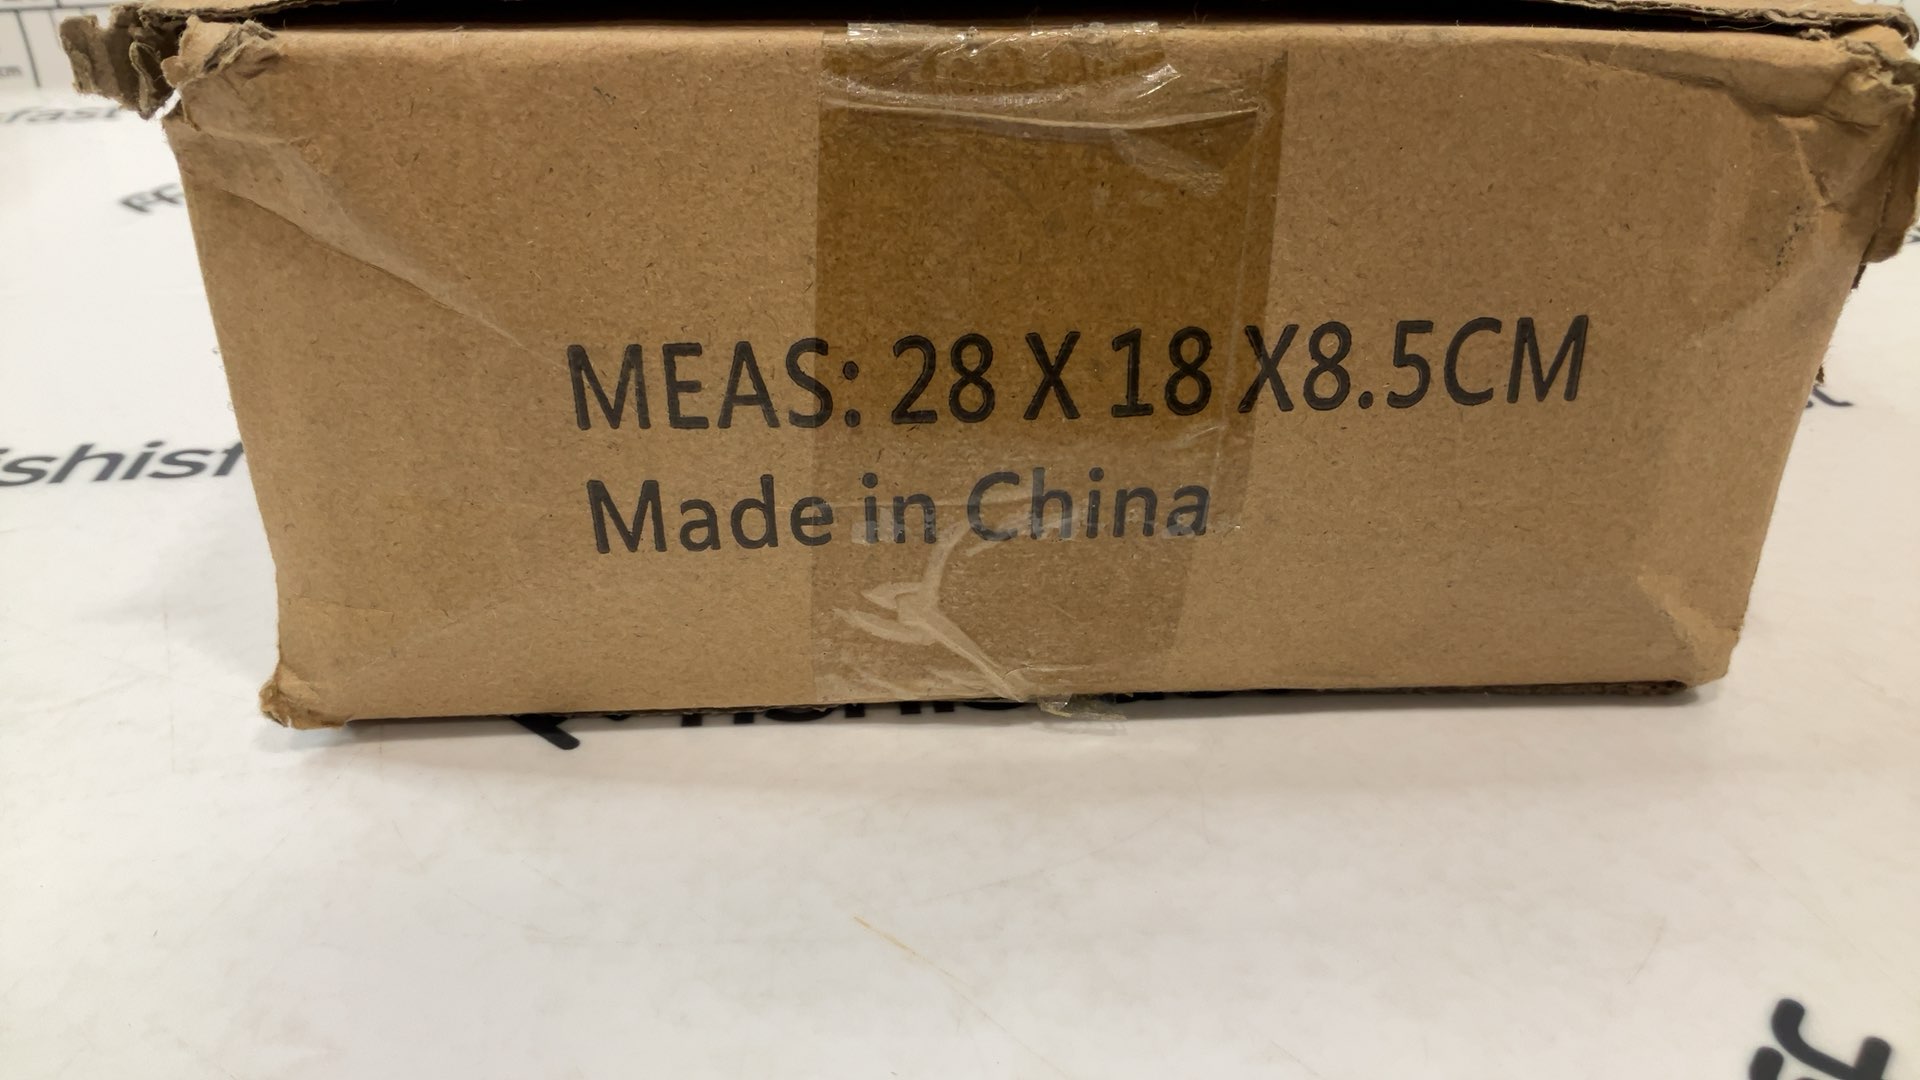 MEAS: 28 X 18 X8.5CM
Made in China